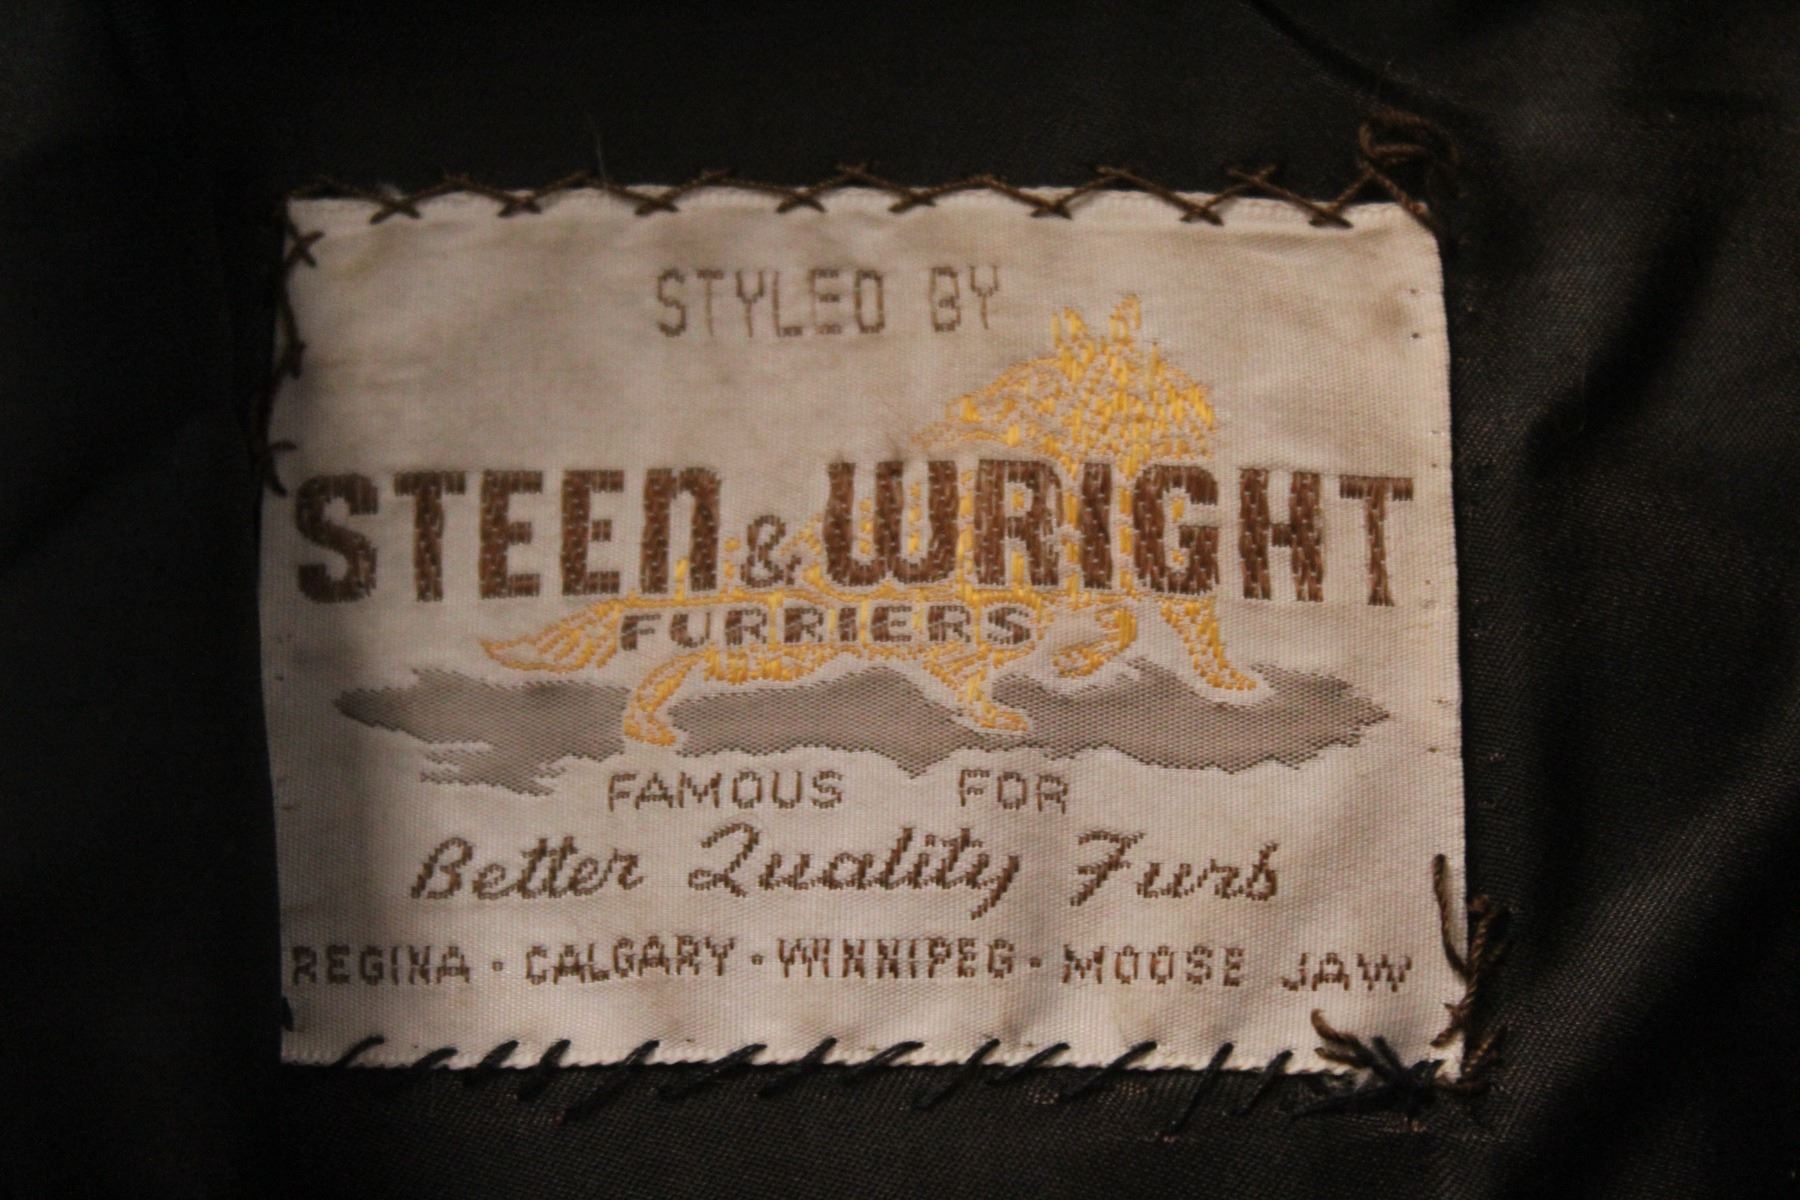 STYLED BY
STEEN & WRIGHT
FURRIERS
FAMOUS FOR
Better Quality Furs
REGINA · CALGARY · WINNIPEG · MOOSE JAW